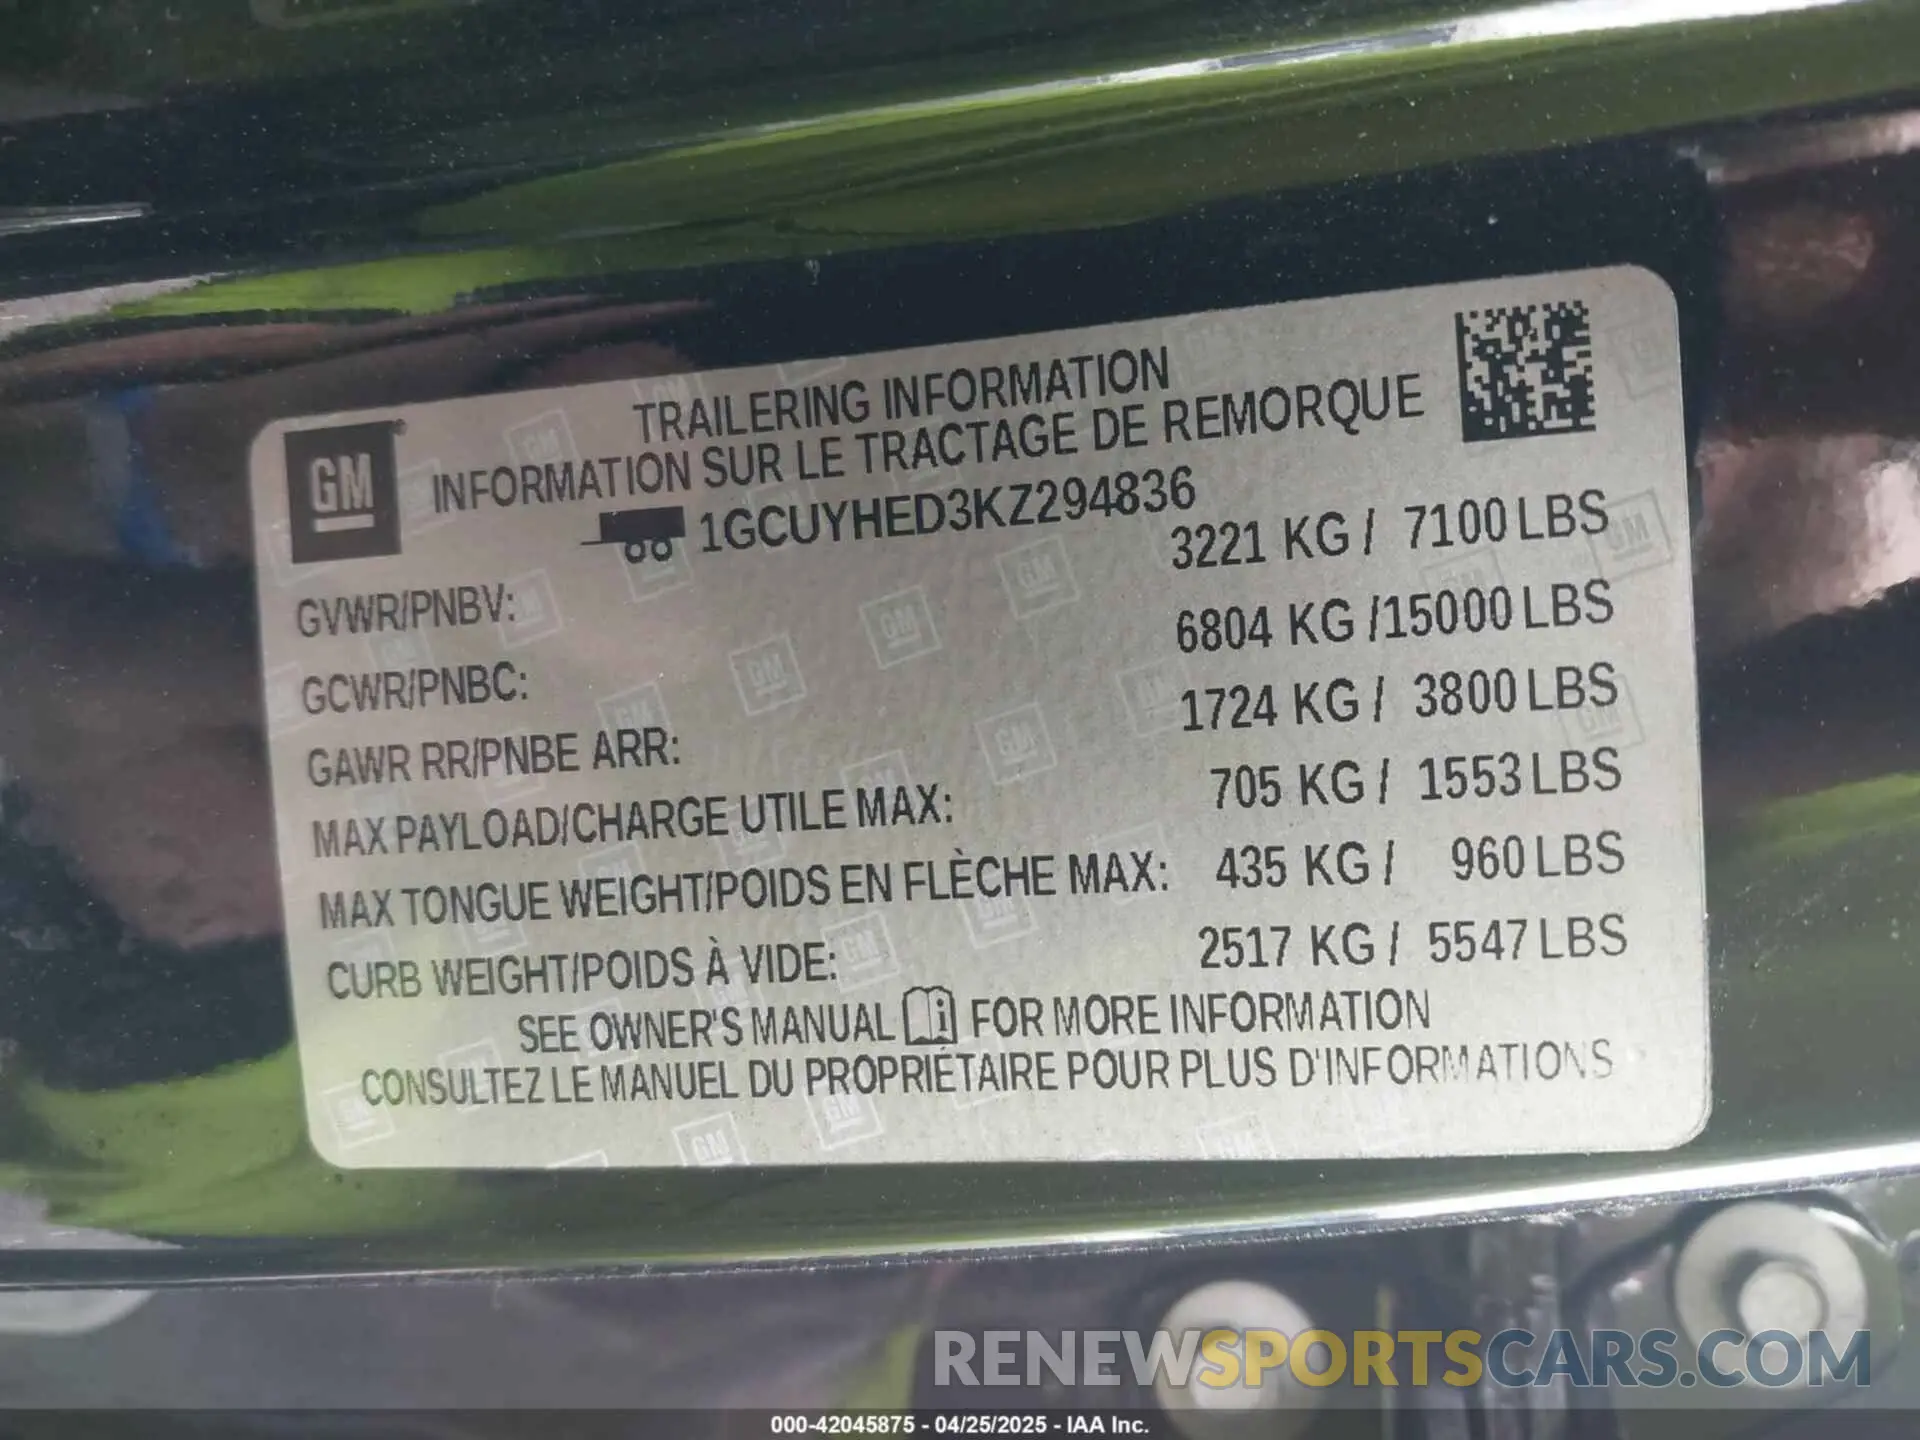 TRAILERING INFORMATION
GM® INFORMATION SUR LE TRACTAGE DE REMORQUE
1GCUYHED3KZ294836
GVWR/PNBV: 3221 KG / 7100 LBS
GCWR/PNBC: 6804 KG /15000 LBS
GAWR RR/PNBE ARR: 1724 KG / 3800 LBS
MAX PAYLOAD/CHARGE UTILE MAX: 705 KG / 1553 LBS
MAX TONGUE WEIGHT/POIDS EN FLÈCHE MAX: 435 KG / 960 LBS
CURB WEIGHT/POIDS À VIDE: 2517 KG / 5547 LBS
SEE OWNER'S MANUAL FOR MORE INFORMATION
CONSULTEZ LE MANUEL DU PROPRIÉTAIRE POUR PLUS D'INFORMATIONS
RENEWSPORTSCARS.COM
000-42045875 - 04/25/2025 - IAA Inc.